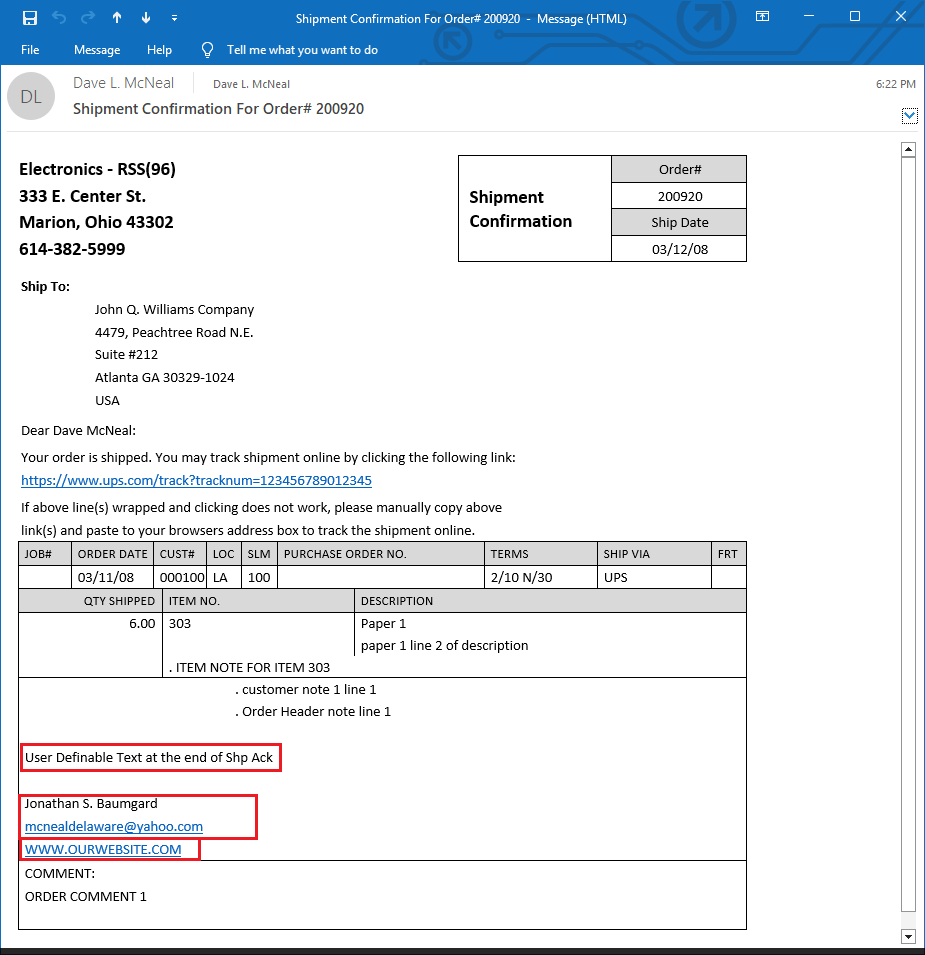 Shipment Confirmation For Order# 200920 - Message (HTML)
File Message Help Tell me what you want to do
DL
Dave L. McNeal Dave L. McNeal 6:22 PM
Shipment Confirmation For Order# 200920
Electronics - RSS(96)
333 E. Center St.
Marion, Ohio 43302
614-382-5999
Shipment
Confirmation
Order#
200920
Ship Date
03/12/08
Ship To:
John Q. Williams Company
4479, Peachtree Road N.E.
Suite #212
Atlanta GA 30329-1024
USA
Dear Dave McNeal:
Your order is shipped. You may track shipment online by clicking the following link:
https://www.ups.com/track?tracknum=123456789012345
If above line(s) wrapped and clicking does not work, please manually copy above
link(s) and paste to your browsers address box to track the shipment online.
JOB# ORDER DATE CUST# LOC SLM PURCHASE ORDER NO. TERMS SHIP VIA FRT
03/11/08 000100 LA 100 2/10 N/30 UPS
QTY SHIPPED ITEM NO. DESCRIPTION
6.00 303 Paper 1
paper 1 line 2 of description
. ITEM NOTE FOR ITEM 303
. customer note 1 line 1
. Order Header note line 1
User Definable Text at the end of Shp Ack
Jonathan S. Baumgard
mcnealdelaware@yahoo.com
WWW.OURWEBSITE.COM
COMMENT:
ORDER COMMENT 1